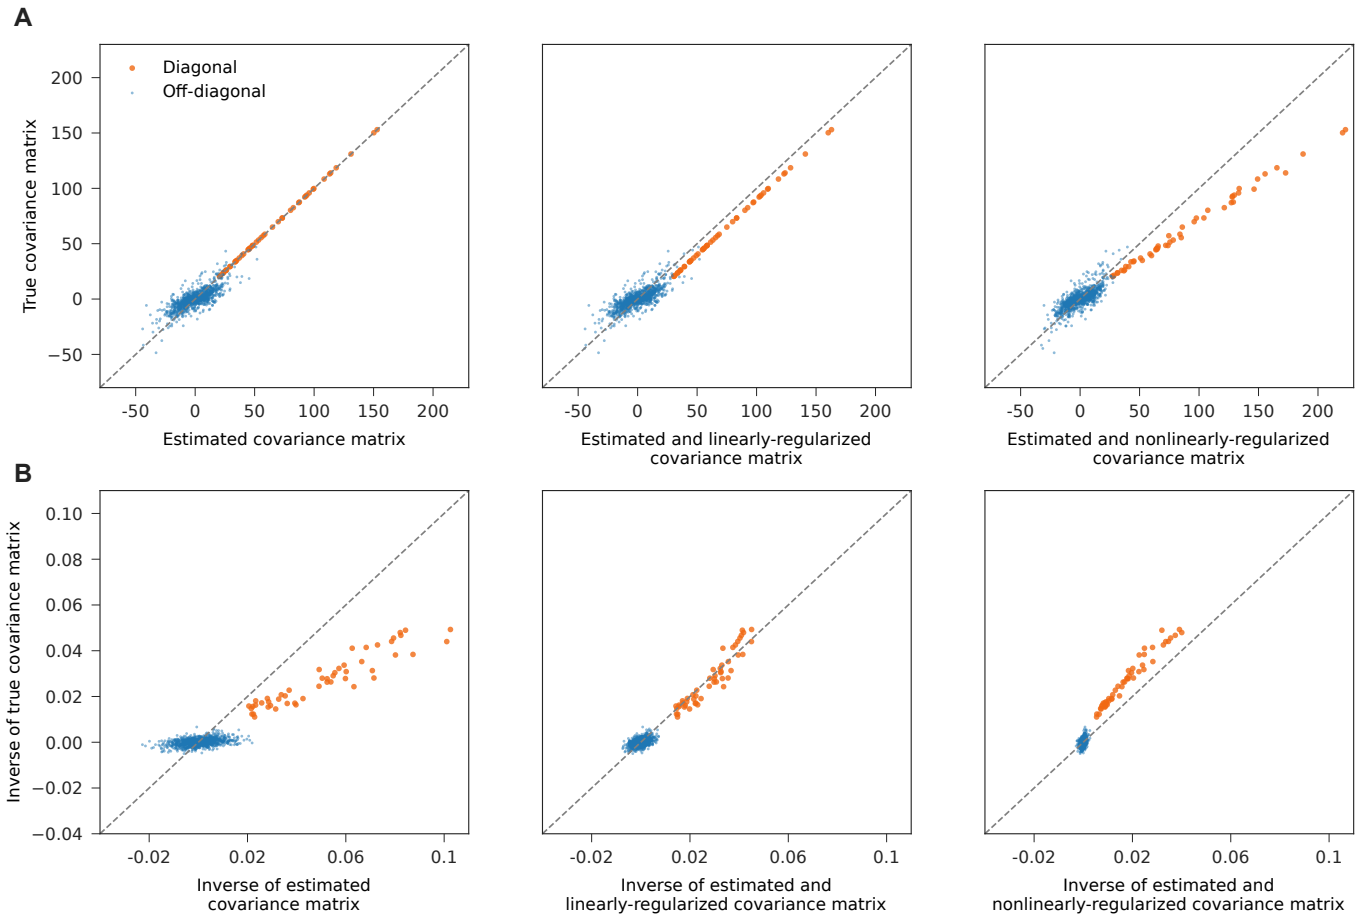 A
Diagonal
Off-diagonal
True covariance matrix
200
150
100
50
0
−50
-50 0 50 100 150 200
-50 0 50 100 150 200
-50 0 50 100 150 200
Estimated covariance matrix
Estimated and linearly-regularized
covariance matrix
Estimated and nonlinearly-regularized
covariance matrix
B
Inverse of true covariance matrix
0.10
0.08
0.06
0.04
0.02
0.00
−0.02
−0.04
-0.02 0.02 0.06 0.1
-0.02 0.02 0.06 0.1
-0.02 0.02 0.06 0.1
Inverse of estimated
covariance matrix
Inverse of estimated and
linearly-regularized covariance matrix
Inverse of estimated and
nonlinearly-regularized covariance matrix